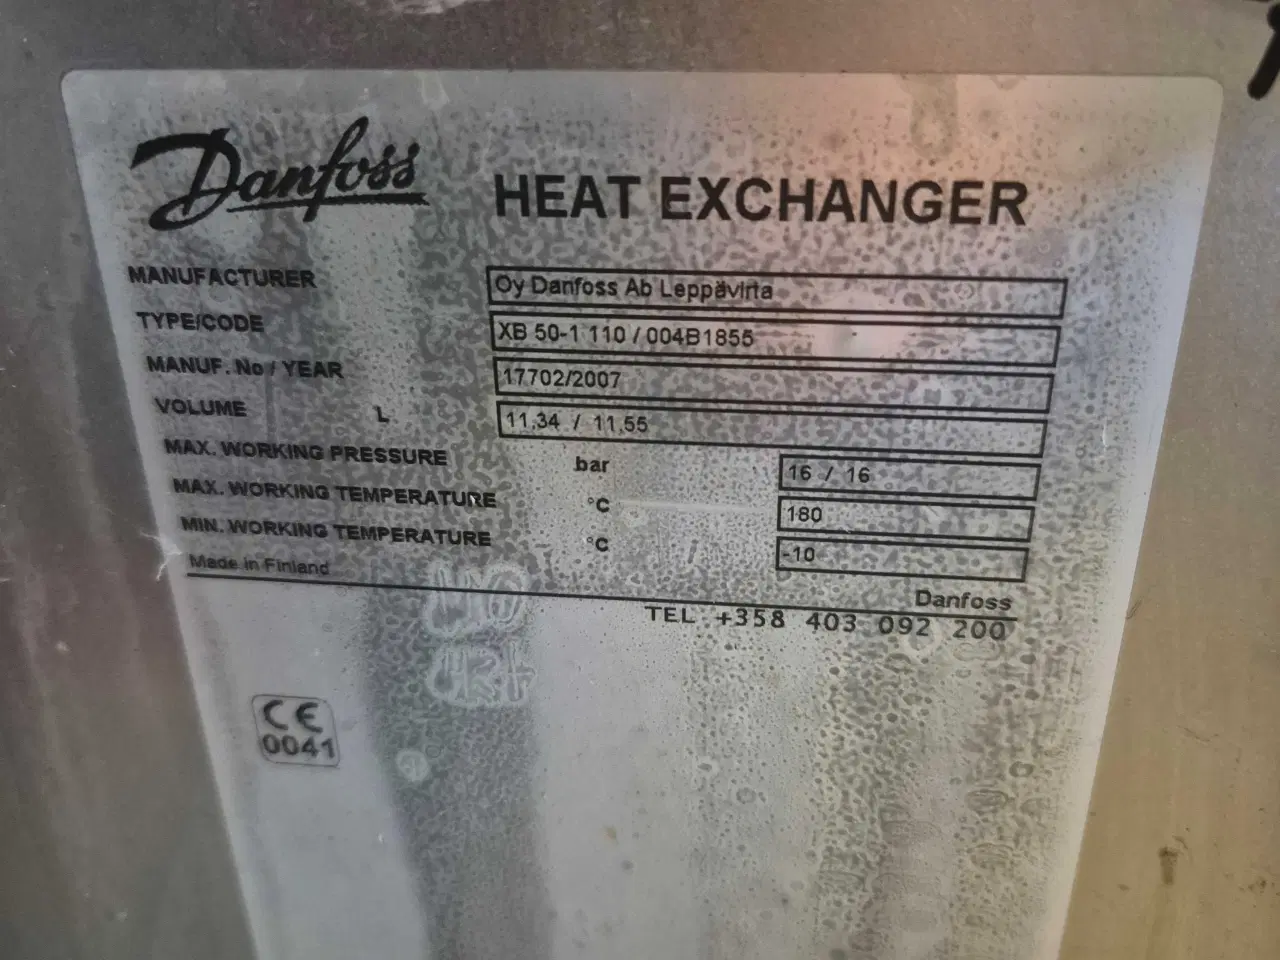 Danfoss HEAT EXCHANGER
MANUFACTURER Oy Danfoss Ab Leppävirta
TYPE/CODE XB 50-1 110 / 004B1855
MANUF. No / YEAR 17702/2007
VOLUME L 11,34 / 11,55
MAX. WORKING PRESSURE bar 16 / 16
MAX. WORKING TEMPERATURE °C 180
MIN. WORKING TEMPERATURE °C -10
Made in Finland
Danfoss
TEL +358 403 092 200
CE
0041